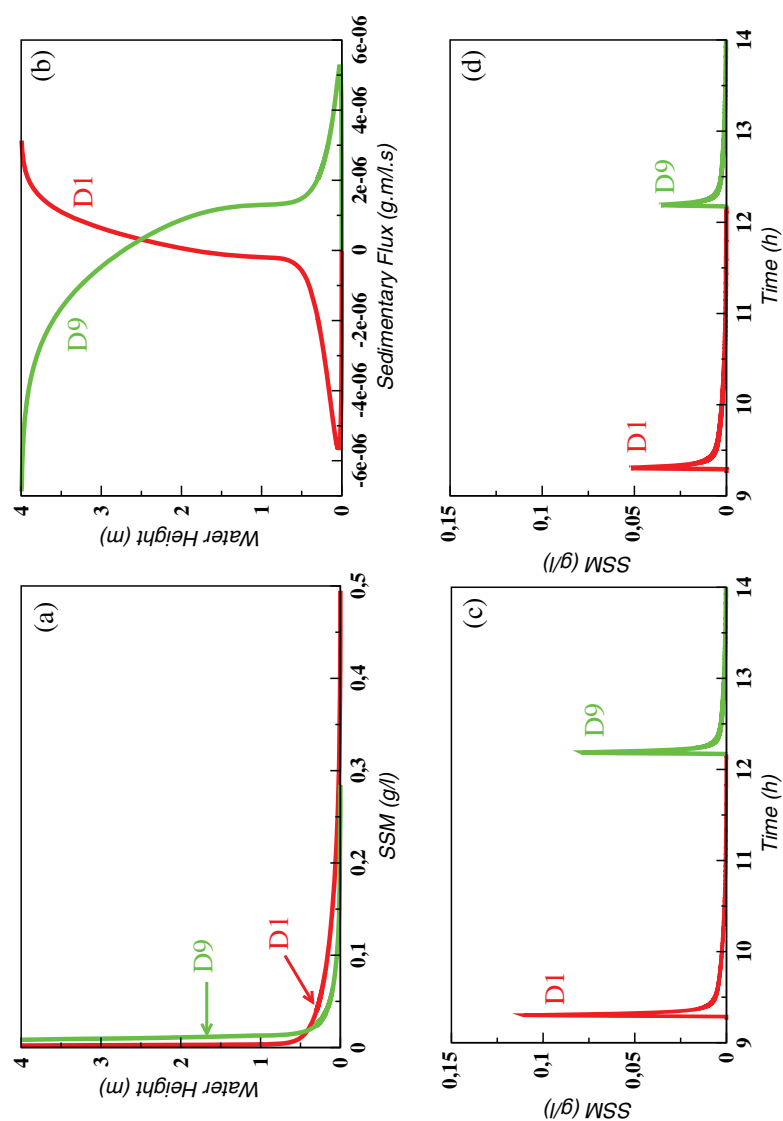 (a)
4
3
2
1
0
Water Height (m)
0
0,1
0,2
0,3
0,4
0,5
SSM (g/l)
D9
D1
(b)
4
3
2
1
0
Water Height (m)
-6e-06
-4e-06
-2e-06
0
2e-06
4e-06
6e-06
Sedimentary Flux (g.m/l.s)
D9
D1
(c)
0,15
0,1
0,05
0
SSM (g/l)
9
10
11
12
13
14
Time (h)
D1
D9
(d)
0,15
0,1
0,05
0
SSM (g/l)
9
10
11
12
13
14
Time (h)
D1
D9